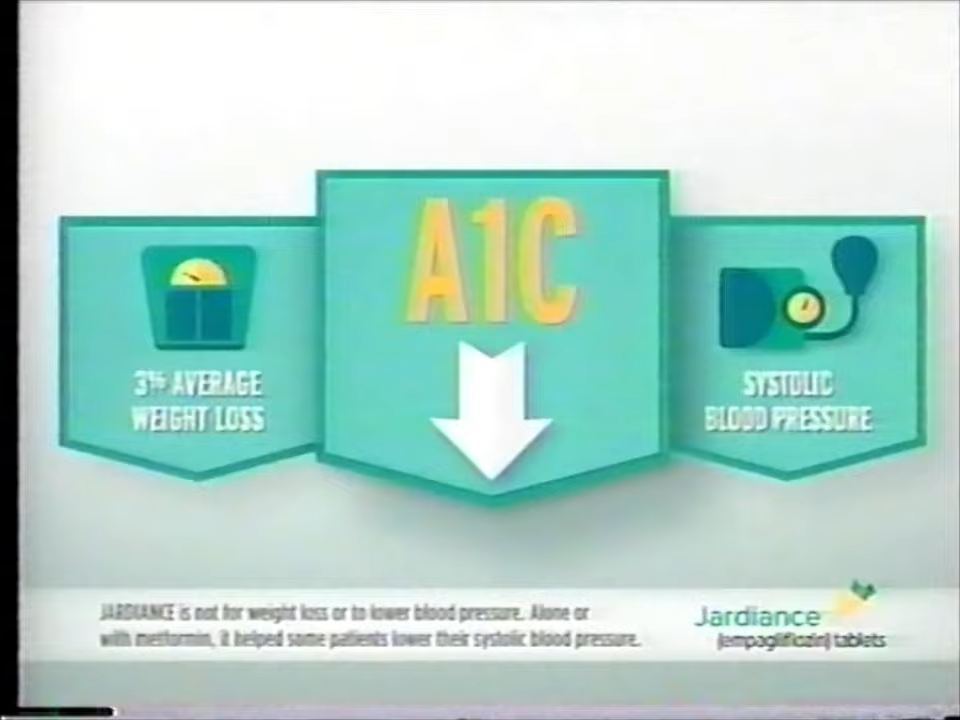 A1C
3% AVERAGE
WEIGHT LOSS
SYSTOLIC
BLOOD PRESSURE
JARDIANCE is not for weight loss or to lower blood pressure. Alone or
with metformin, it helped some patients lower their systolic blood pressure.
Jardiance
(empagliflozin) tablets